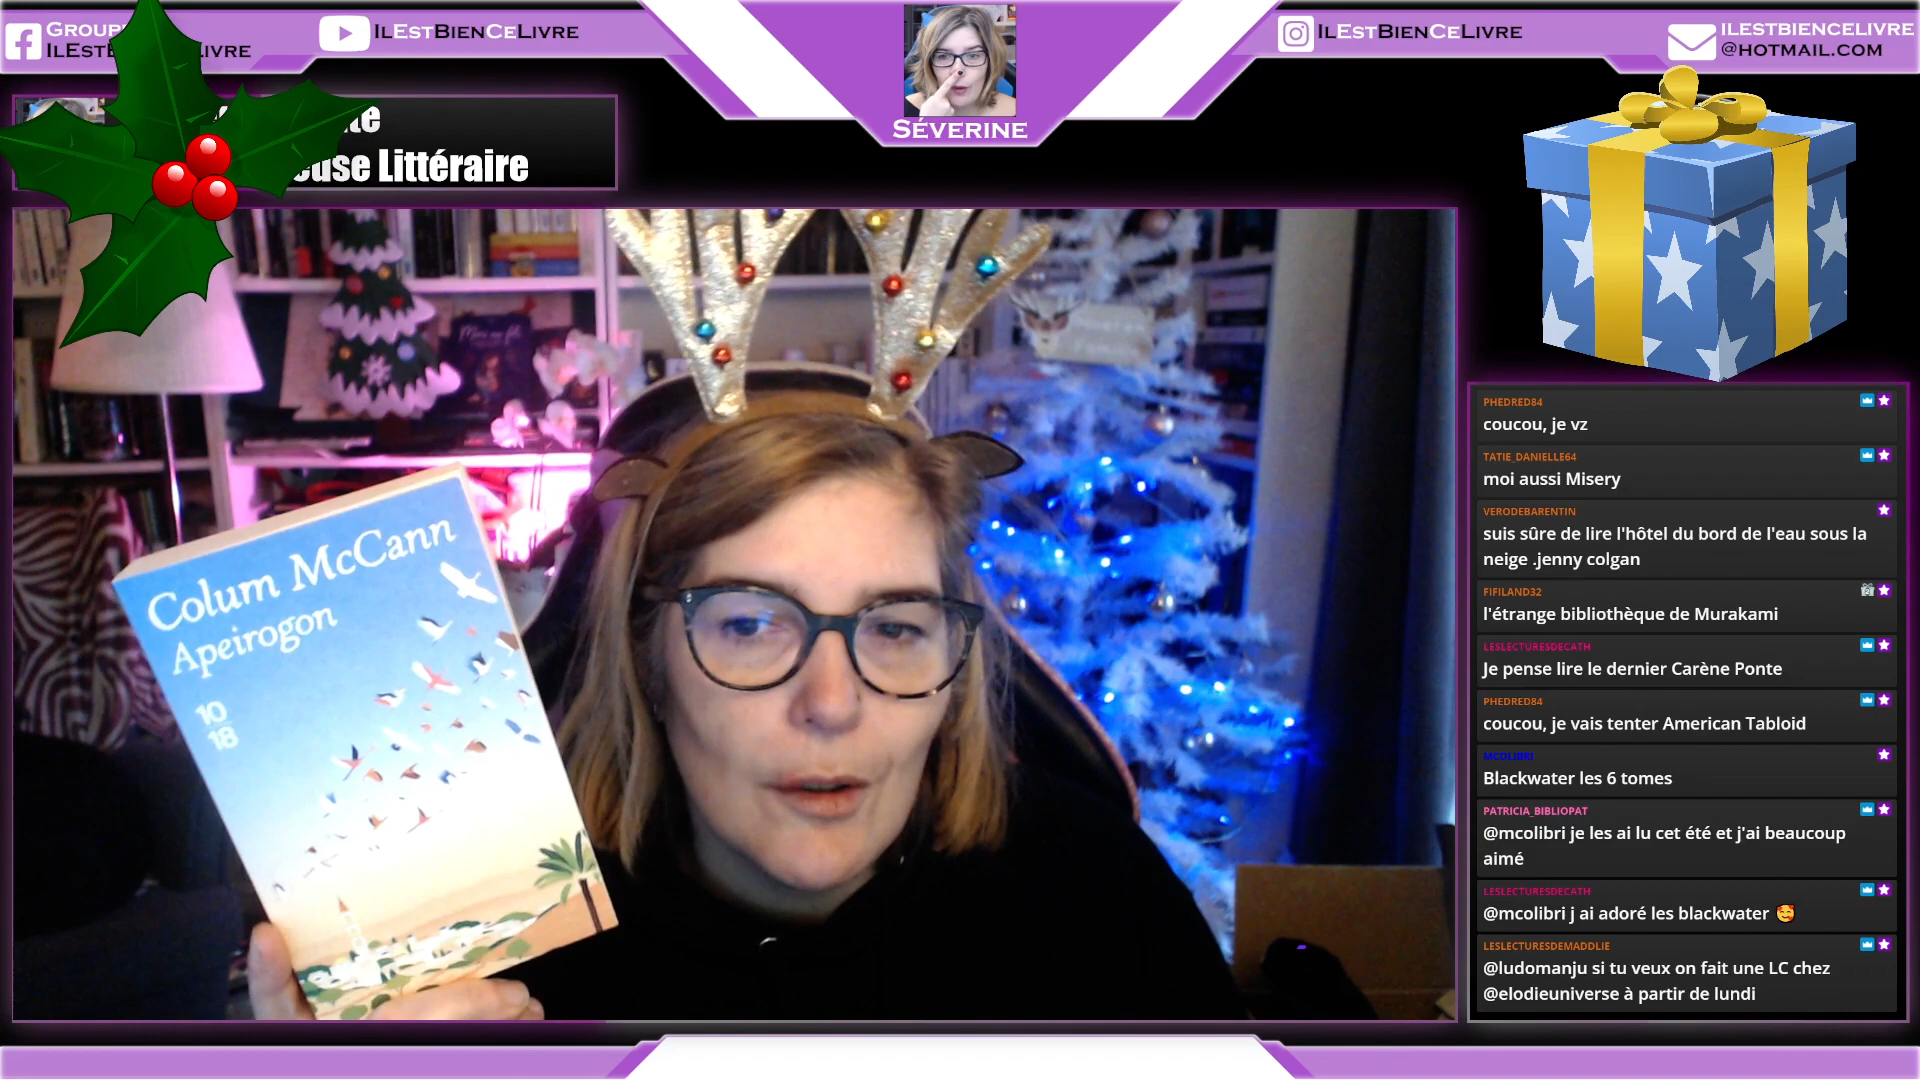 GROUP
ILEST
LIVRE
ILESTBIENCELIVRE
SÉVERINE
ILESTBIENCELIVRE
ILESTBIENCELIVRE
@HOTMAIL.COM
Littéraire
Colum McCann
Apeirogon
10
18
PHEDRED84
coucou, je vz
TATIE_DANIELLE64
moi aussi Misery
VERODEBARENTIN
suis sûre de lire l'hôtel du bord de l'eau sous la
neige .jenny colgan
FIFILAND32
l'étrange bibliothèque de Murakami
LESLECTURESDECATH
Je pense lire le dernier Carène Ponte
PHEDRED84
coucou, je vais tenter American Tabloid
MCOLIBRI
Blackwater les 6 tomes
PATRICIA_BIBLIOPAT
@mcolibri je les ai lu cet été et j'ai beaucoup
aimé
LESLECTURESDECATH
@mcolibri j ai adoré les blackwater 🥰
LESLECTURESDEMADDLIE
@ludomanju si tu veux on fait une LC chez
@elodieuniverse à partir de lundi